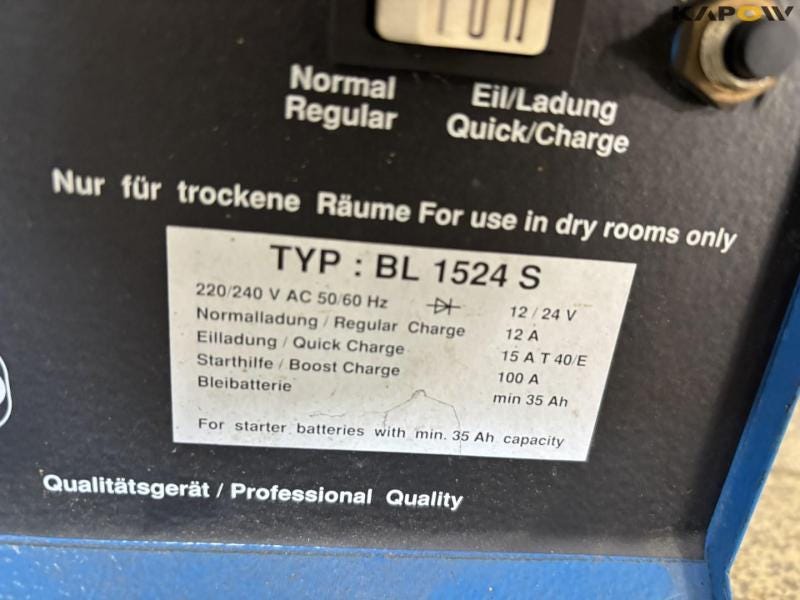 KAPOW
Normal
Regular
Eil/Ladung
Quick/Charge
Nur für trockene Räume For use in dry rooms only
TYP : BL 1524 S
220/240 V AC 50/60 Hz 12 / 24 V
Normalladung / Regular Charge 12 A
Eilladung / Quick Charge 15 A T 40/E
Starthilfe / Boost Charge 100 A
Bleibatterie min 35 Ah
For starter batteries with min. 35 Ah capacity
Qualitätsgerät / Professional Quality